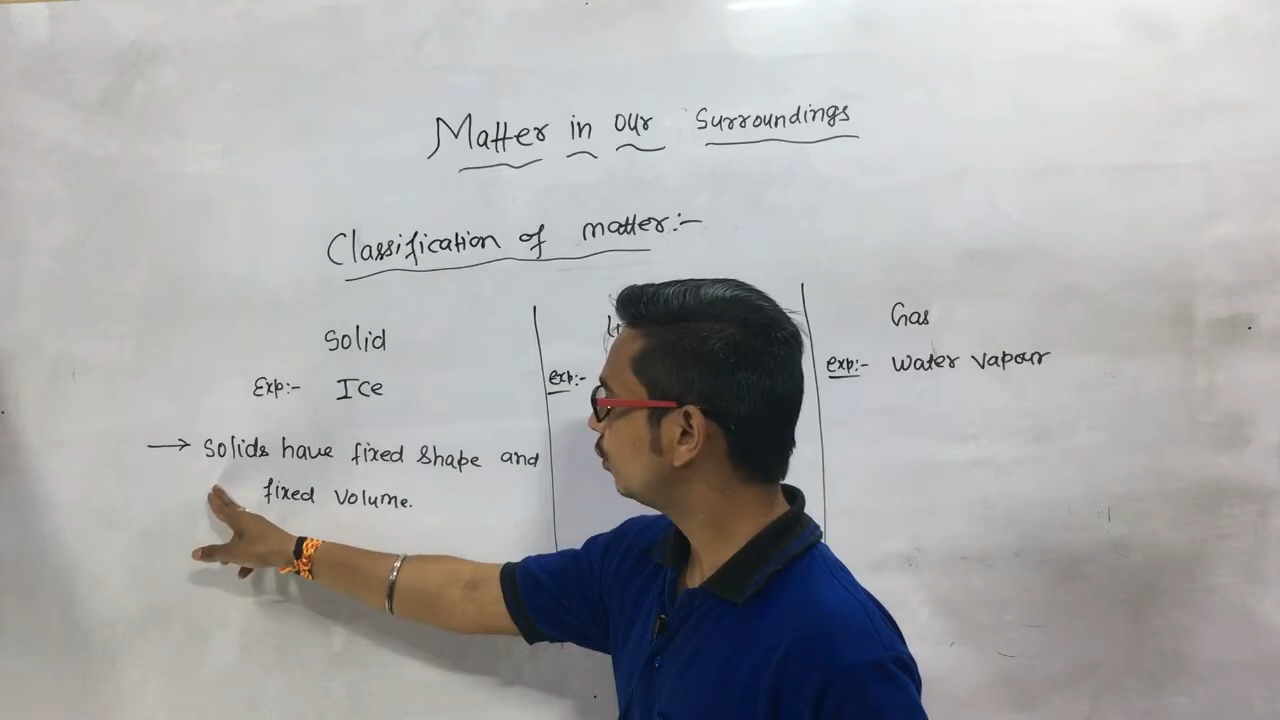 Matter in our Surroundings
Classification of matter:-
Solid
Exp:- Ice
→ Solids have fixed shape and
fixed volume.
exp:-
Gas
exp:- Water vapour